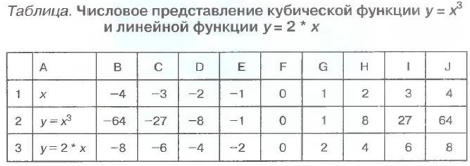 Таблица. Числовое представление кубической функции y = x³
и линейной функции y = 2 * x
A B C D E F G H I J
1 x –4 –3 –2 –1 0 1 2 3 4
2 y = x³ –64 –27 –8 –1 0 1 8 27 64
3 y = 2 * x –8 –6 –4 –2 0 2 4 6 8